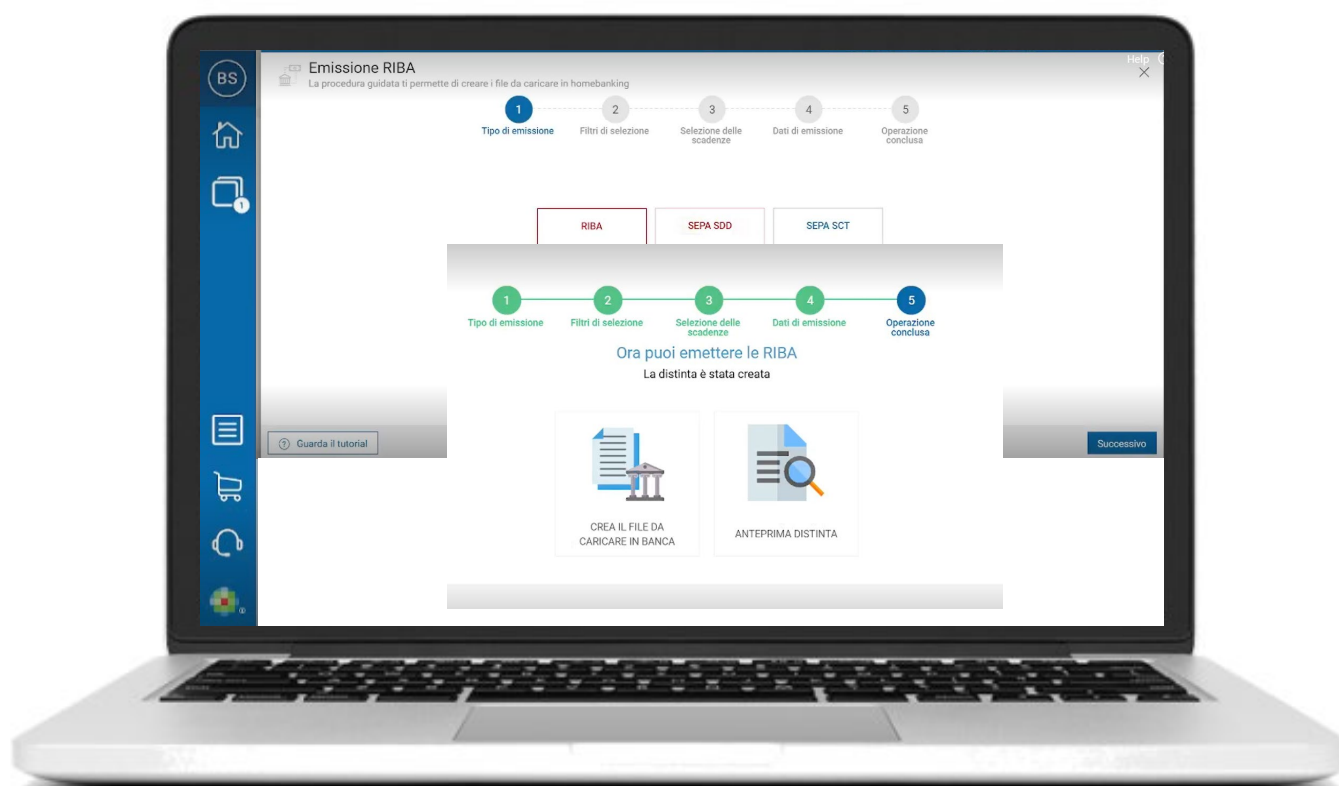 BS
Emissione RIBA
La procedura guidata ti permette di creare i file da caricare in homebanking
Help
1 2 3 4 5
Tipo di emissione Filtri di selezione Selezione delle Dati di emissione Operazione
scadenze conclusa
1
RIBA SEPA SDD SEPA SCT
1 2 3 4 5
Tipo di emissione Filtri di selezione Selezione delle Dati di emissione Operazione
scadenze conclusa
Ora puoi emettere le RIBA
La distinta è stata creata
? Guarda il tutorial Successivo
CREA IL FILE DA
CARICARE IN BANCA
ANTEPRIMA DISTINTA